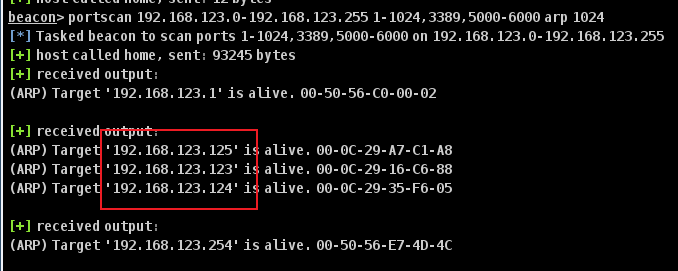 [+] host called home, sent: 12 bytes
beacon> portscan 192.168.123.0-192.168.123.255 1-1024,3389,5000-6000 arp 1024
[*] Tasked beacon to scan ports 1-1024,3389,5000-6000 on 192.168.123.0-192.168.123.255
[+] host called home, sent: 93245 bytes
[+] received output:
(ARP) Target '192.168.123.1' is alive. 00-50-56-C0-00-02
[+] received output:
(ARP) Target '192.168.123.125' is alive. 00-0C-29-A7-C1-A8
(ARP) Target '192.168.123.123' is alive. 00-0C-29-16-C6-88
(ARP) Target '192.168.123.124' is alive. 00-0C-29-35-F6-05
[+] received output:
(ARP) Target '192.168.123.254' is alive. 00-50-56-E7-4D-4C